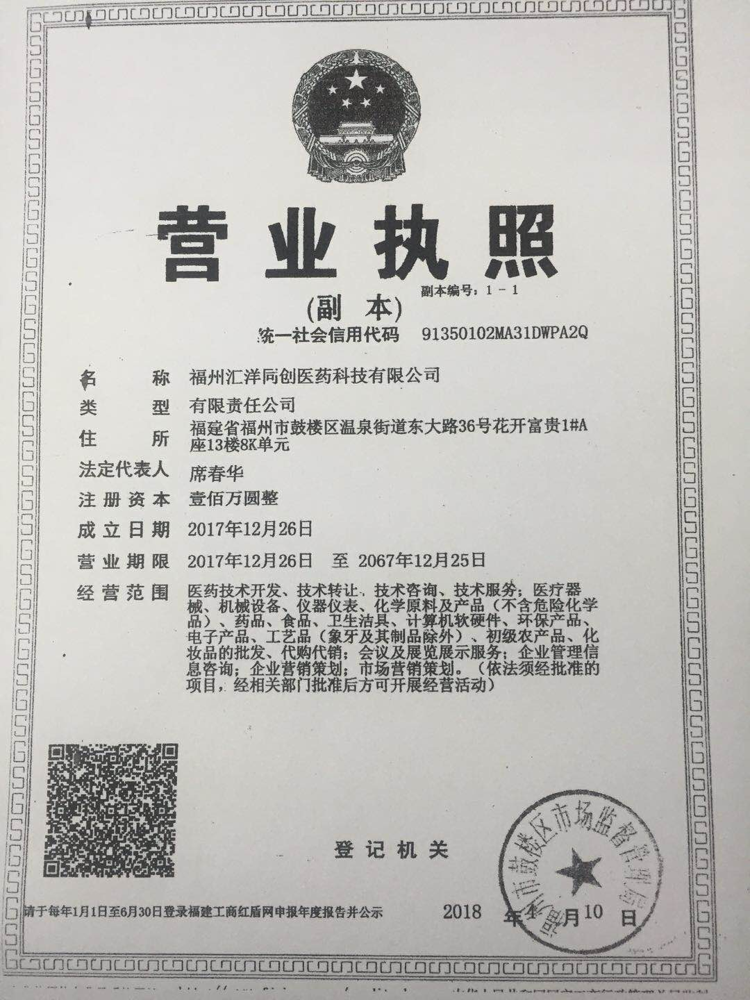 营业执照
副本编号：1-1
(副本)
统一社会信用代码 91350102MA31DWPA2Q
名称 福州汇洋同创医药科技有限公司
类型 有限责任公司
住所 福建省福州市鼓楼区温泉街道东大路36号花开富贵1#A
座13楼8K单元
法定代表人 席春华
注册资本 壹佰万圆整
成立日期 2017年12月26日
营业期限 2017年12月26日 至 2067年12月25日
经营范围 医药技术开发、技术转让、技术咨询、技术服务；医疗器
械、机械设备、仪器仪表、化学原料及产品（不含危险化学
品）、药品、食品、卫生洁具、计算机软硬件、环保产品、
电子产品、工艺品（象牙及其制品除外）、初级农产品、化
妆品的批发、代购代销；会议及展览展示服务；企业管理信
息咨询；企业营销策划；市场营销策划。（依法须经批准的
项目，经相关部门批准后方可开展经营活动）
登记机关
福州市鼓楼区市场监督管理局
请于每年1月1日至6月30日登录福建工商红盾网申报年度报告并公示
2018 年 4 月 10 日